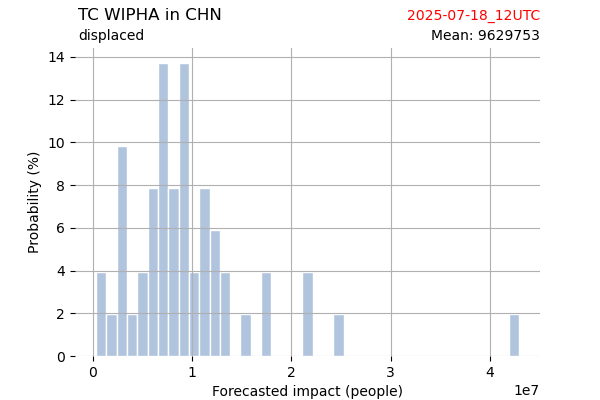 TC WIPHA in CHN
2025-07-18_12UTC
displaced
Mean: 9629753
Probability (%)
14
12
10
8
6
4
2
0
0 1 2 3 4
1e7
Forecasted impact (people)